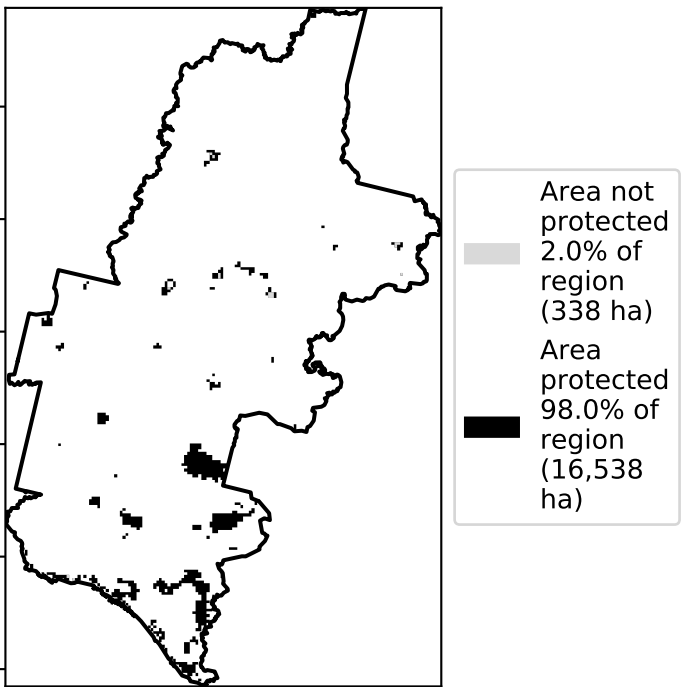 Area not
protected
2.0% of
region
(338 ha)
Area
protected
98.0% of
region
(16,538
ha)